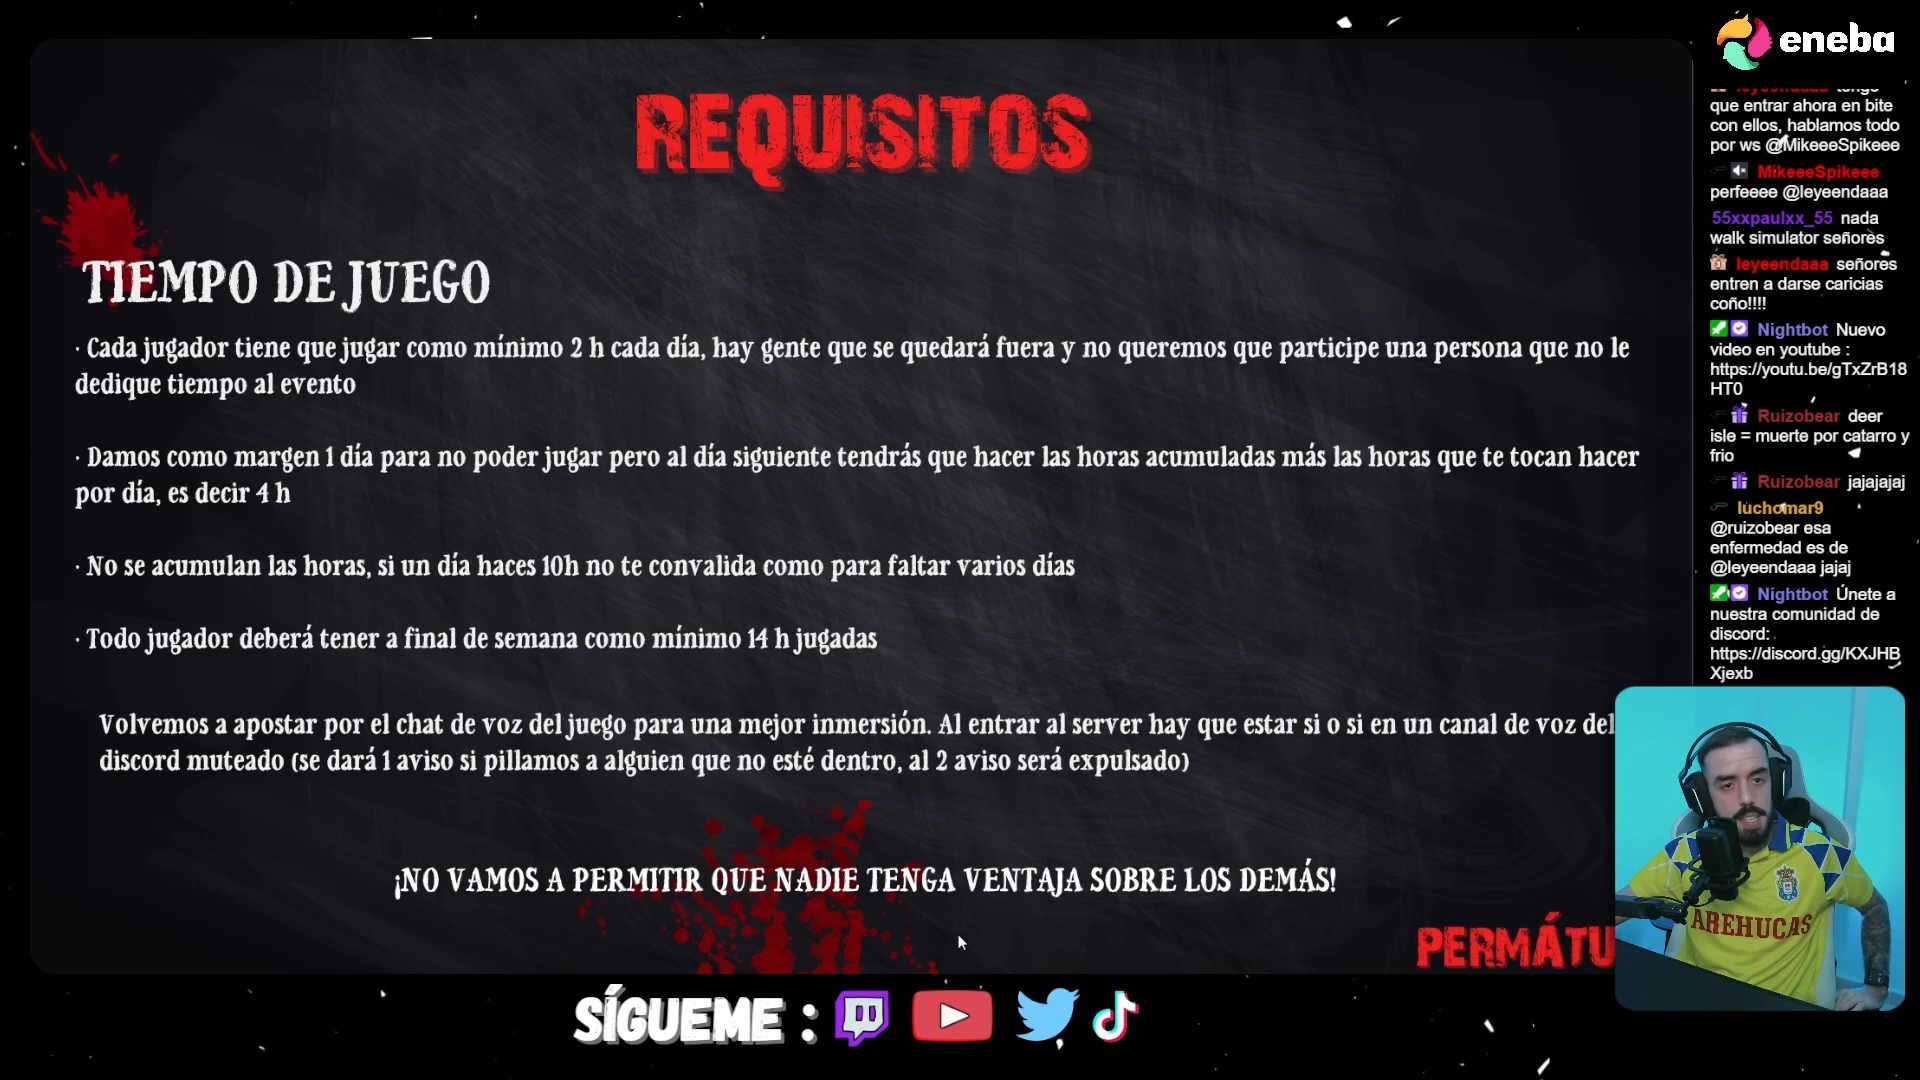 REQUISITOS
TIEMPO DE JUEGO
· Cada jugador tiene que jugar como mínimo 2 h cada día, hay gente que se quedará fuera y no queremos que participe una persona que no le
dedique tiempo al evento
· Damos como margen 1 día para no poder jugar pero al día siguiente tendrás que hacer las horas acumuladas más las horas que te tocan hacer
por día, es decir 4 h
· No se acumulan las horas, si un día haces 10h no te convalida como para faltar varios días
· Todo jugador deberá tener a final de semana como mínimo 14 h jugadas
Volvemos a apostar por el chat de voz del juego para una mejor inmersión. Al entrar al server hay que estar si o si en un canal de voz del
discord muteado (se dará 1 aviso si pillamos a alguien que no esté dentro, al 2 aviso será expulsado)
¡NO VAMOS A PERMITIR QUE NADIE TENGA VENTAJA SOBRE LOS DEMÁS!
PERMÁTU
SÍGUEME :
eneba
leyeendaaa tengo
que entrar ahora en bite
con ellos, hablamos todo
por ws @MikeeeSpikeee
MikeeeSpikeee
perfeeee @leyeendaaa
55xxpaulxx_55 nada
walk simulator señores
leyeendaaa señores
entren a darse caricias
coño!!!!
Nightbot Nuevo
video en youtube :
https://youtu.be/gTxZrB18
HT0
Ruizobear deer
isle = muerte por catarro y
frio
Ruizobear jajajajaj
luchomar9
@ruizobear esa
enfermedad es de
@leyeendaaa jajaj
Nightbot Únete a
nuestra comunidad de
discord:
https://discord.gg/KXJHB
Xjexb
AREHUCAS